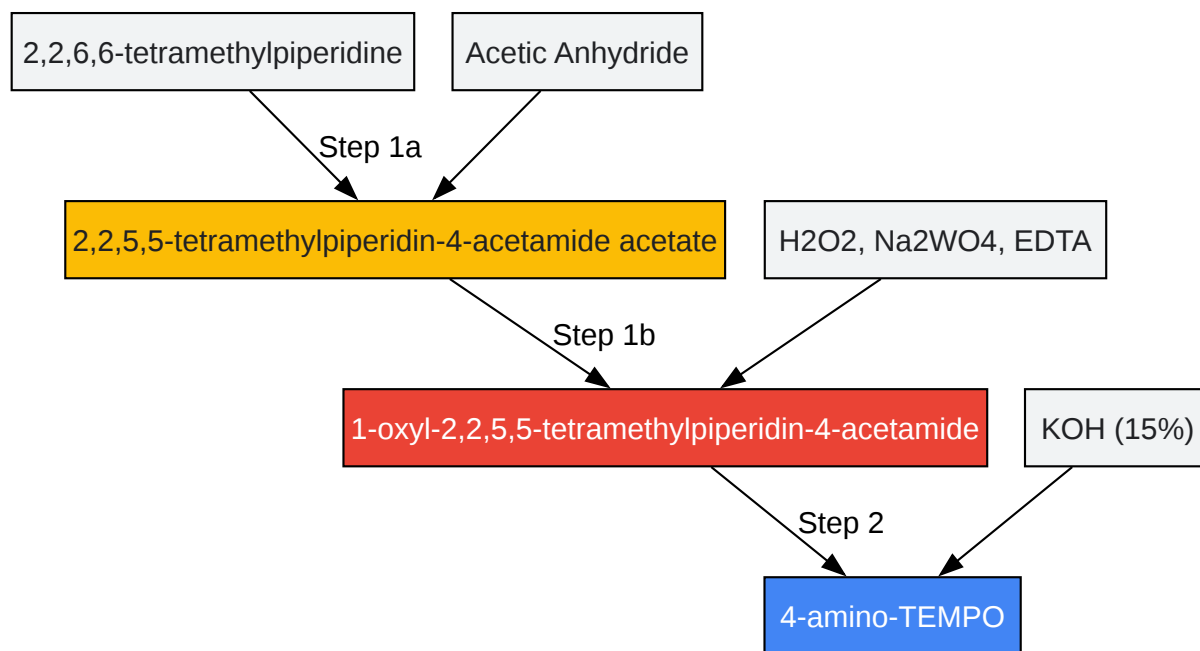 2,2,6,6-tetramethylpiperidine
Acetic Anhydride
Step 1a
2,2,5,5-tetramethylpiperidin-4-acetamide acetate
H2O2, Na2WO4, EDTA
Step 1b
1-oxyl-2,2,5,5-tetramethylpiperidin-4-acetamide
KOH (15%)
Step 2
4-amino-TEMPO